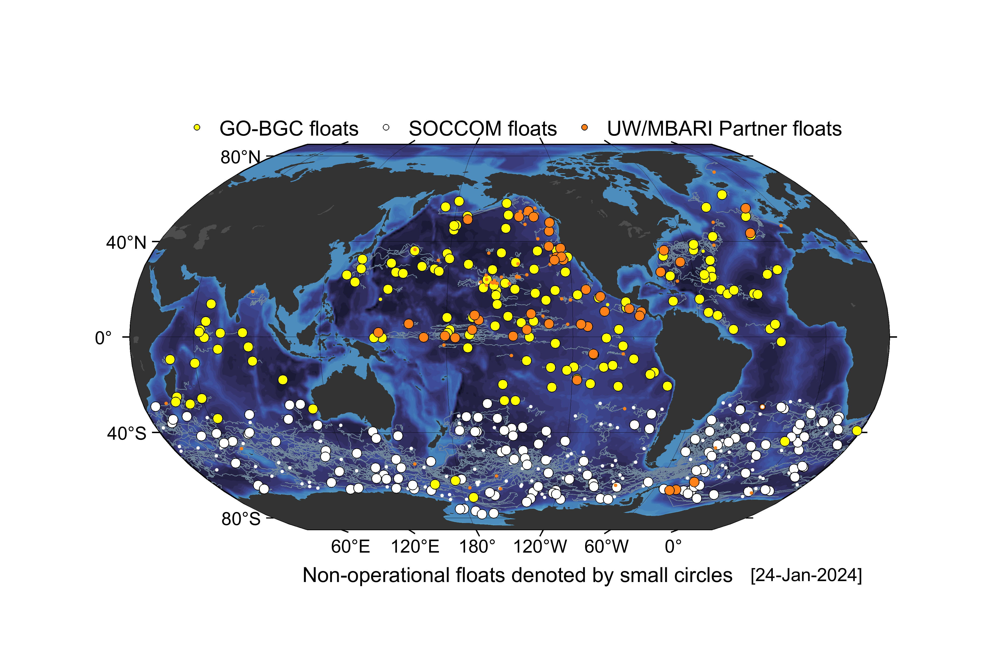 GO-BGC floats SOCCOM floats UW/MBARI Partner floats
80°N
40°N
0°
40°S
80°S
60°E 120°E 180° 120°W 60°W 0°
Non-operational floats denoted by small circles [24-Jan-2024]